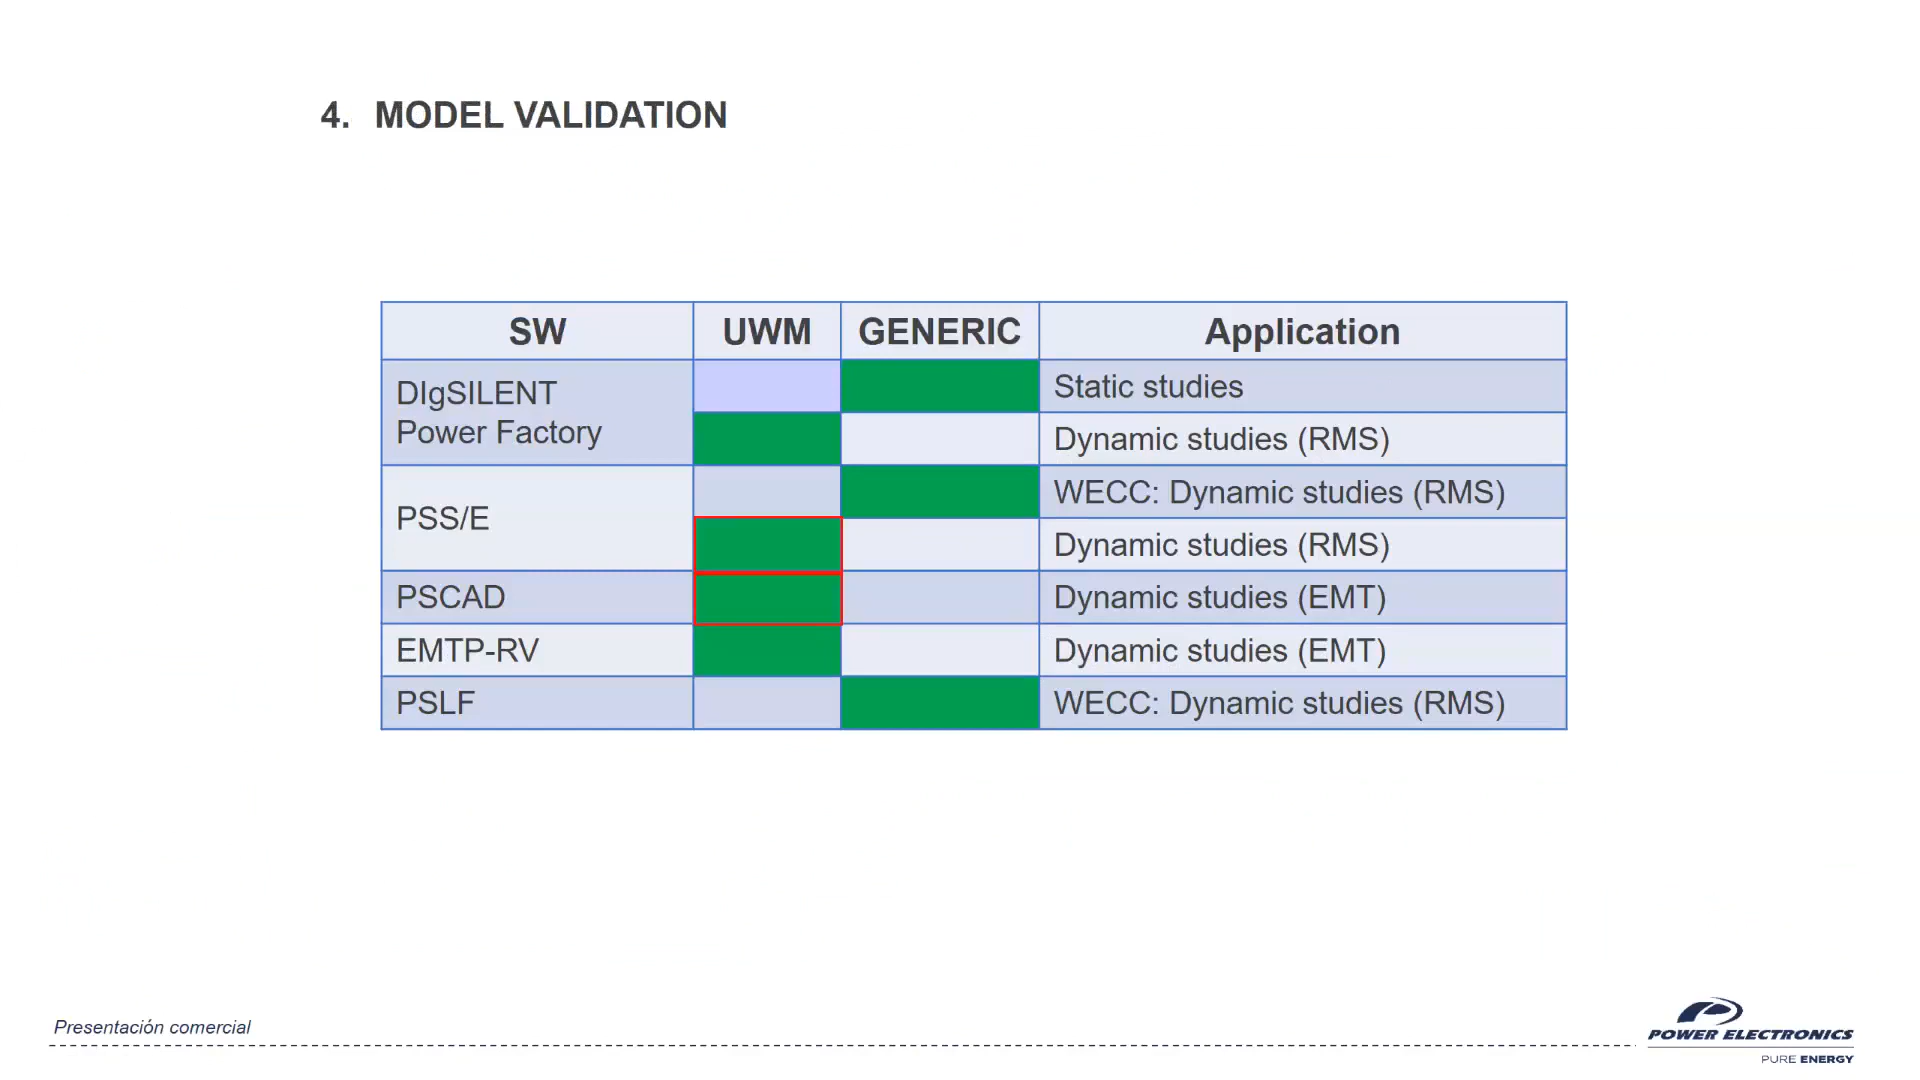 4. MODEL VALIDATION
SW UWM GENERIC Application
DIgSILENT
Power Factory
Static studies
Dynamic studies (RMS)
PSS/E
WECC: Dynamic studies (RMS)
Dynamic studies (RMS)
PSCAD Dynamic studies (EMT)
EMTP-RV Dynamic studies (EMT)
PSLF WECC: Dynamic studies (RMS)
Presentación comercial
POWER ELECTRONICS
PURE ENERGY